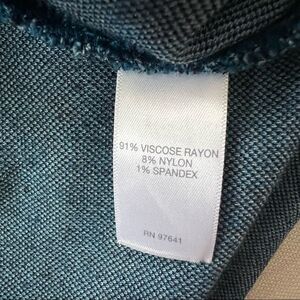 91% VISCOSE RAYON
8% NYLON
1% SPANDEX
RN 97641